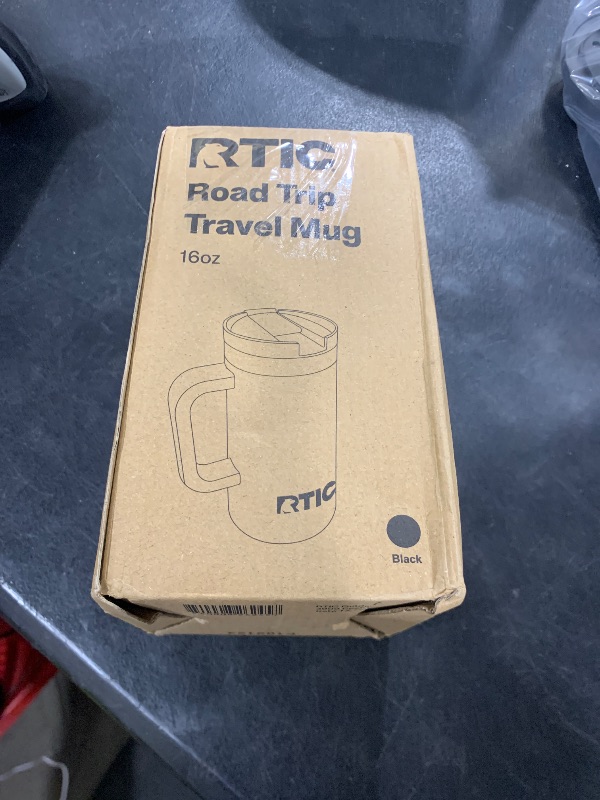 RTIC
Road Trip
Travel Mug
16oz
RTIC
Black